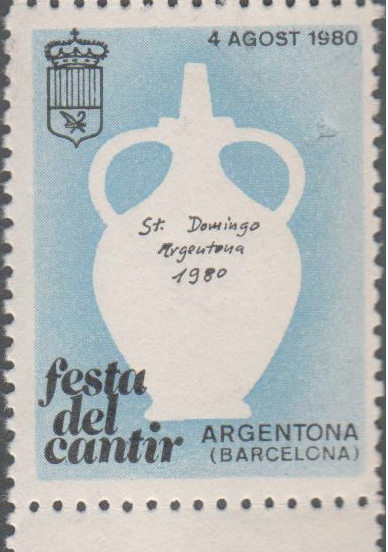 4 AGOST 1980
St. Domingo
Argentona
1980
festa
del
cantir
ARGENTONA
(BARCELONA)